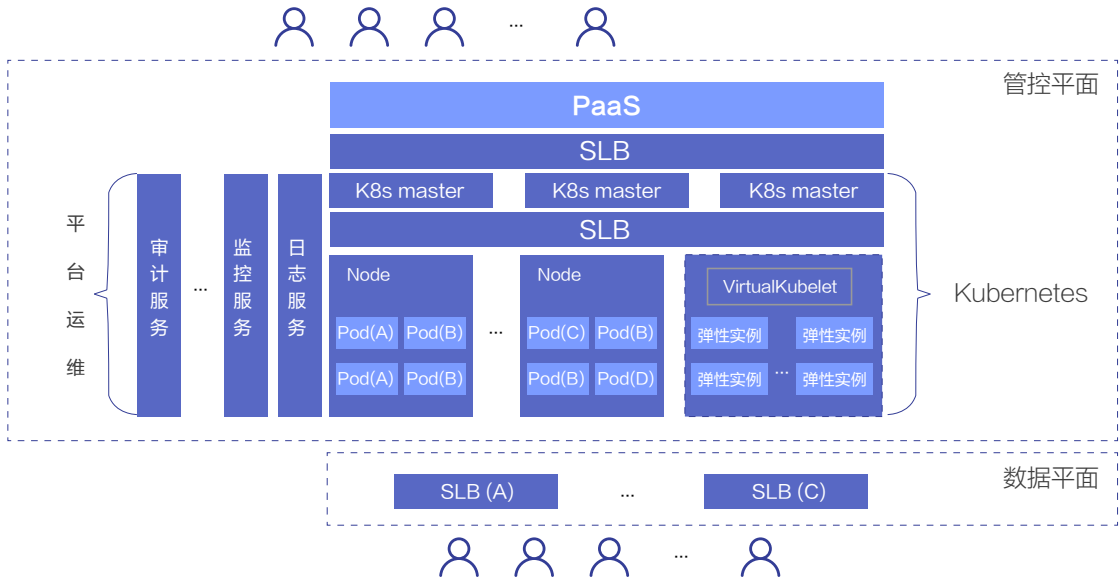 ...
管控平面
PaaS
SLB
K8s master
K8s master
K8s master
SLB
平台运维
审计服务
...
监控服务
日志服务
Node
Pod(A) Pod(B)
Pod(A) Pod(B)
...
Node
Pod(C) Pod(B)
Pod(B) Pod(D)
VirtualKubelet
弹性实例 弹性实例
弹性实例 ... 弹性实例
Kubernetes
数据平面
SLB (A)
...
SLB (C)
...